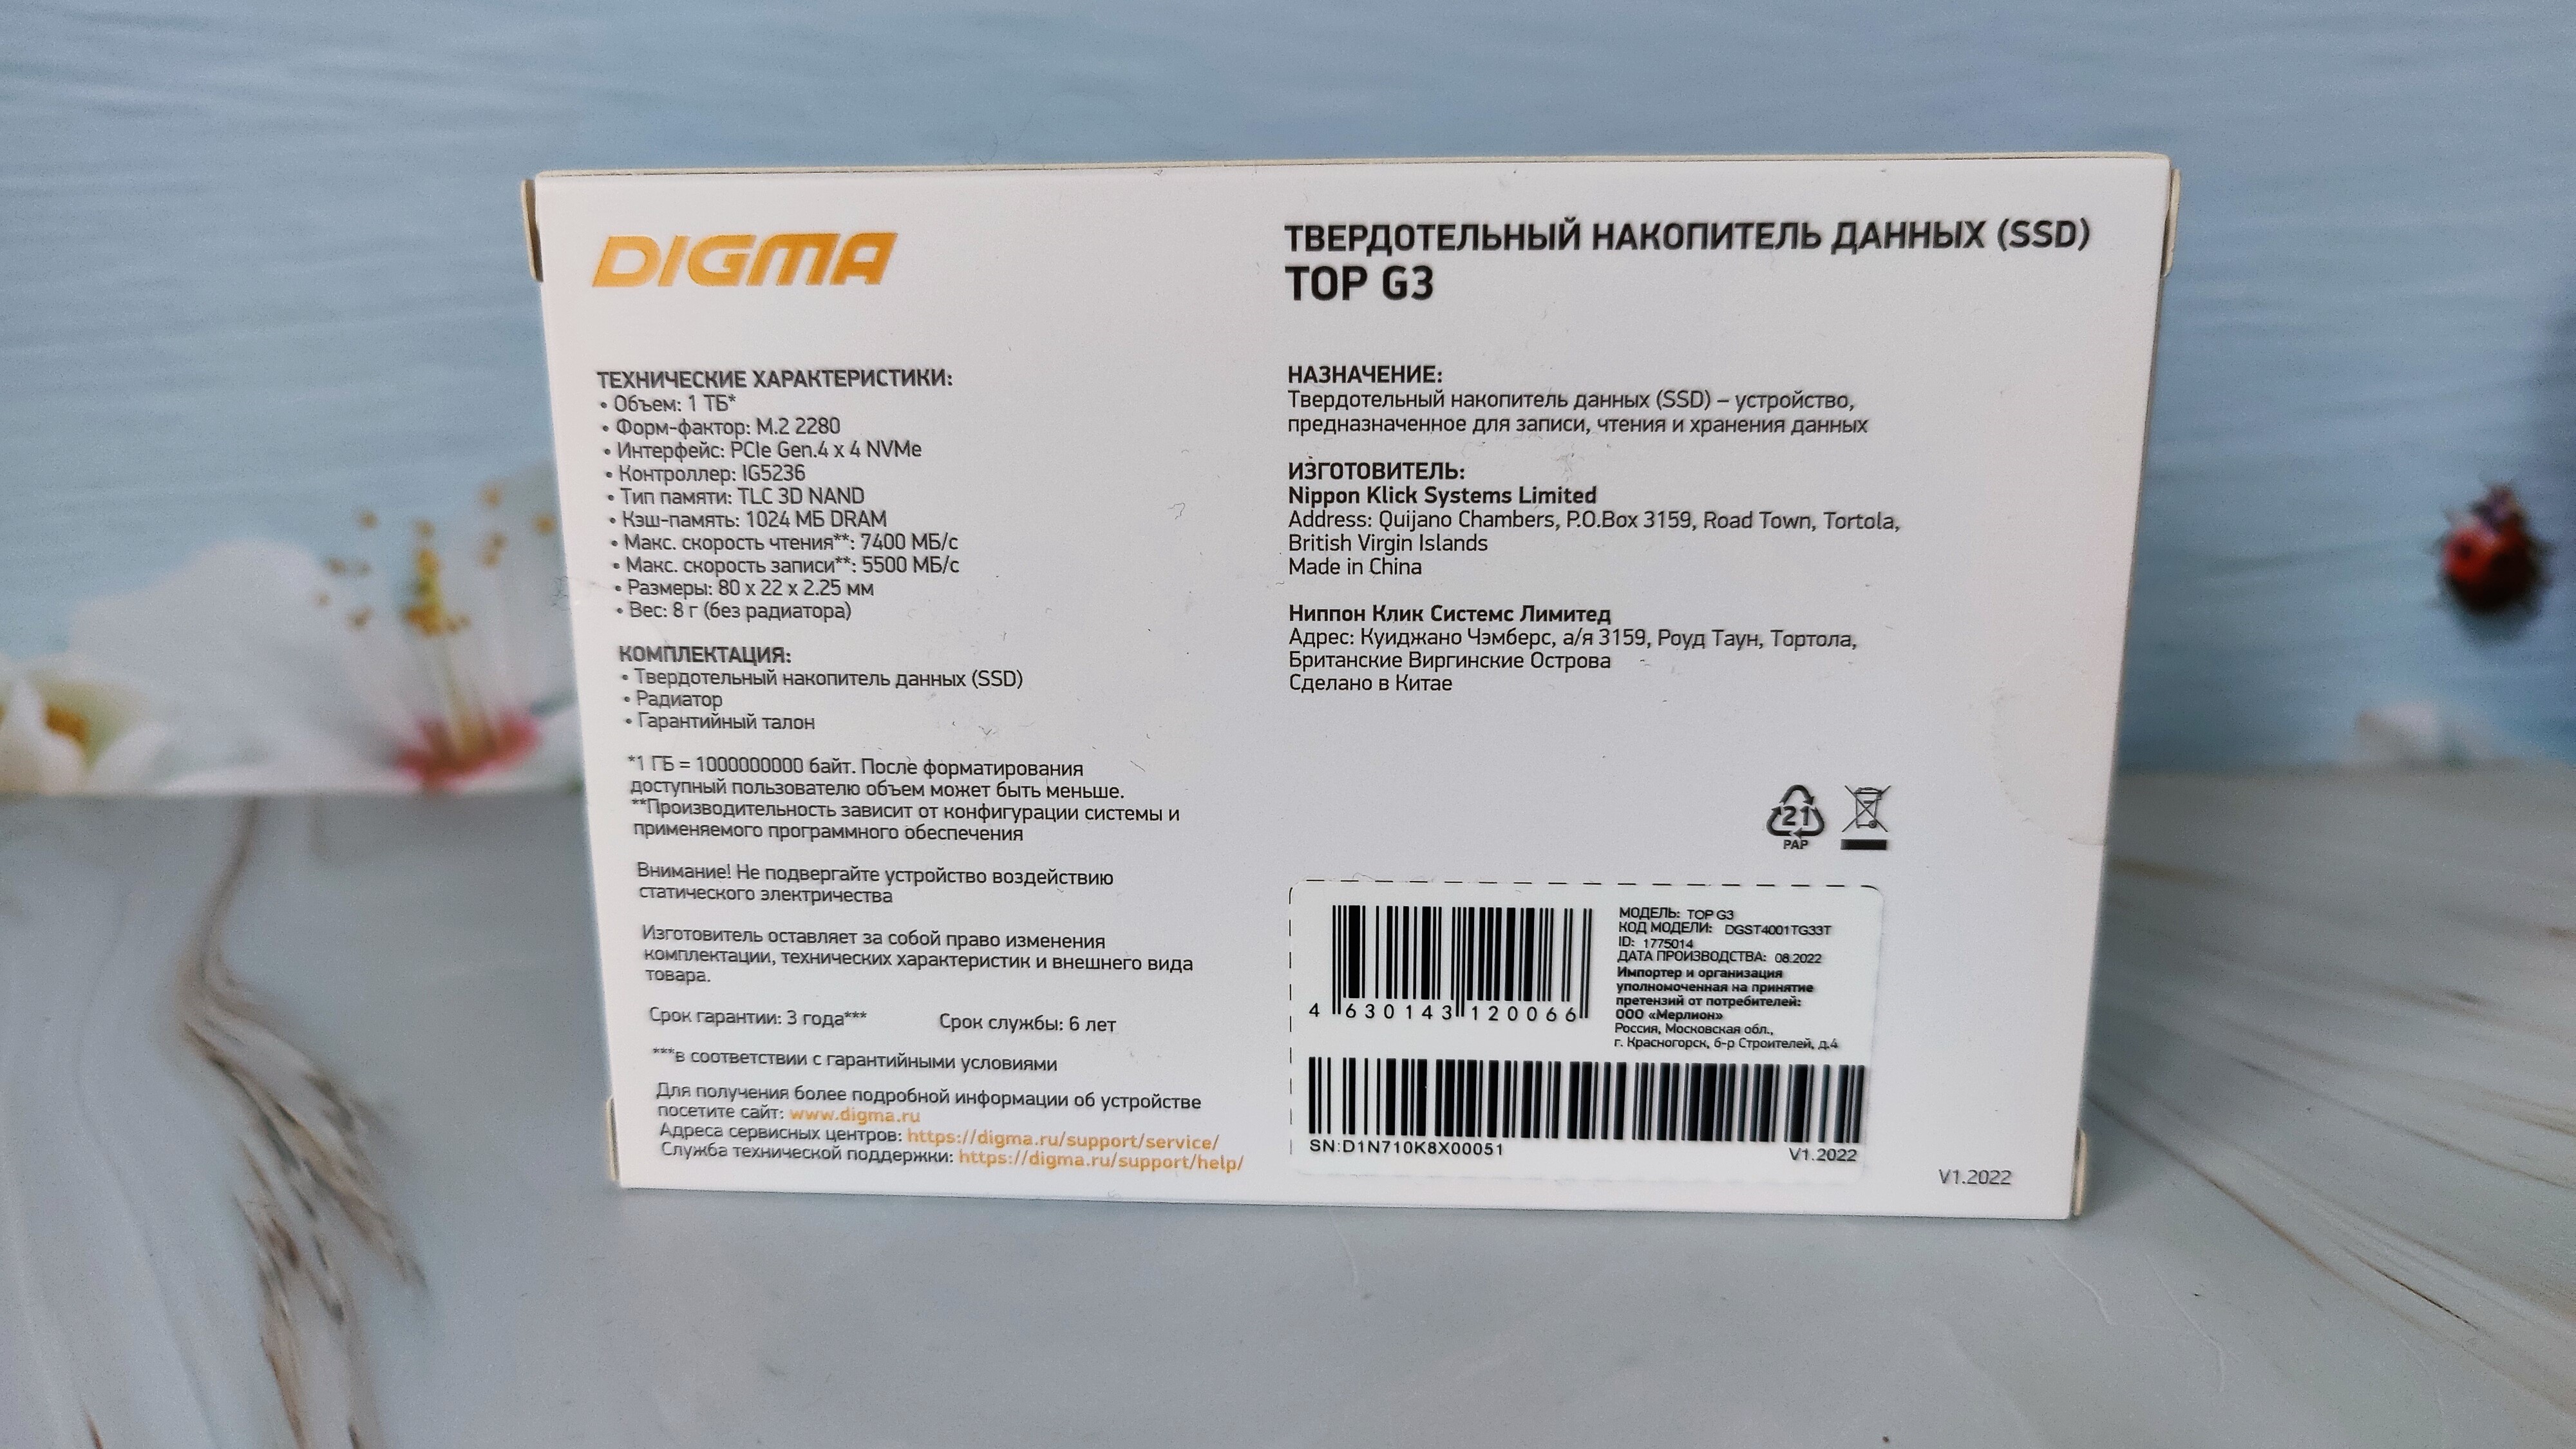 DIGMA
ТЕХНИЧЕСКИЕ ХАРАКТЕРИСТИКИ:
• Объем: 1 ТБ*
• Форм-фактор: M.2 2280
• Интерфейс: PCIe Gen.4 x 4 NVMe
• Контроллер: IG5236
• Тип памяти: TLC 3D NAND
• Кэш-память: 1024 МБ DRAM
• Макс. скорость чтения**: 7400 МБ/с
• Макс. скорость записи**: 5500 МБ/с
• Размеры: 80 x 22 x 2.25 мм
• Вес: 8 г (без радиатора)
КОМПЛЕКТАЦИЯ:
• Твердотельный накопитель данных (SSD)
• Радиатор
• Гарантийный талон
*1 ГБ = 1000000000 байт. После форматирования
доступный пользователю объем может быть меньше.
**Производительность зависит от конфигурации системы и
применяемого программного обеспечения
Внимание! Не подвергайте устройство воздействию
статического электричества
Изготовитель оставляет за собой право изменения
комплектации, технических характеристик и внешнего вида
товара.
Срок гарантии: 3 года*** Срок службы: 6 лет
***в соответствии с гарантийными условиями
Для получения более подробной информации об устройстве
посетите сайт: www.digma.ru
Адреса сервисных центров: https://digma.ru/support/service/
Служба технической поддержки: https://digma.ru/support/help/
ТВЕРДОТЕЛЬНЫЙ НАКОПИТЕЛЬ ДАННЫХ (SSD)
TOP G3
НАЗНАЧЕНИЕ:
Твердотельный накопитель данных (SSD) – устройство,
предназначенное для записи, чтения и хранения данных
ИЗГОТОВИТЕЛЬ:
Nippon Klick Systems Limited
Address: Quijano Chambers, P.O.Box 3159, Road Town, Tortola,
British Virgin Islands
Made in China
Ниппон Клик Системс Лимитед
Адрес: Куиджано Чэмберс, а/я 3159, Роуд Таун, Тортола,
Британские Виргинские Острова
Сделано в Китае
21
PAP
4 630143 120066
МОДЕЛЬ: TOP G3
КОД МОДЕЛИ: DGST4001TG33T
ID: 1775014
ДАТА ПРОИЗВОДСТВА: 08.2022
Импортер и организация
уполномоченная на принятие
претензий от потребителей:
ООО «Мерлион»
Россия, Московская обл.,
г. Красногорск, б-р Строителей, д.4
SN:D1N710K8X00051
V1.2022
V1.2022